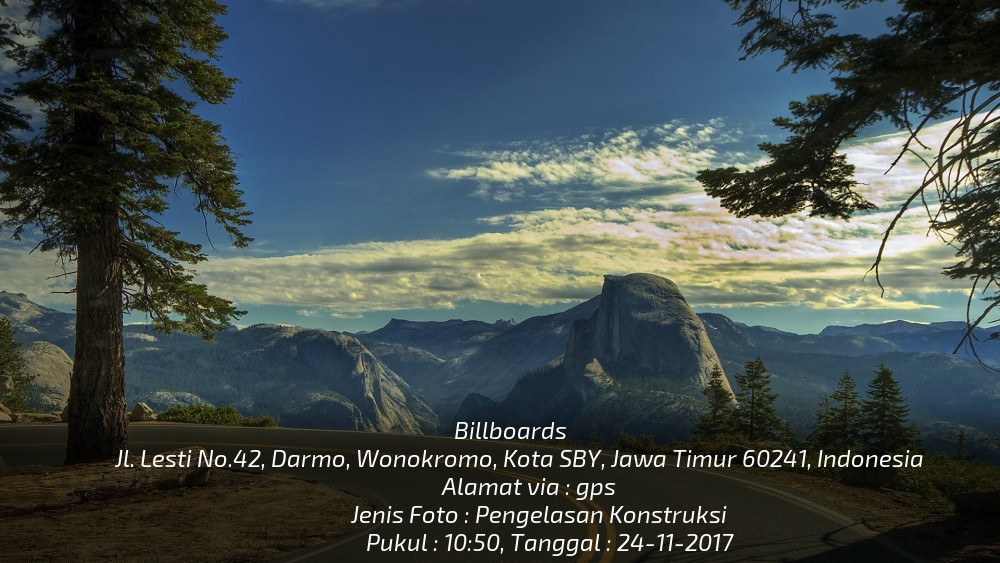 Billboards
Jl. Lesti No.42, Darmo, Wonokromo, Kota SBY, Jawa Timur 60241, Indonesia
Alamat via : gps
Jenis Foto : Pengelasan Konstruksi
Pukul : 10:50, Tanggal : 24-11-2017